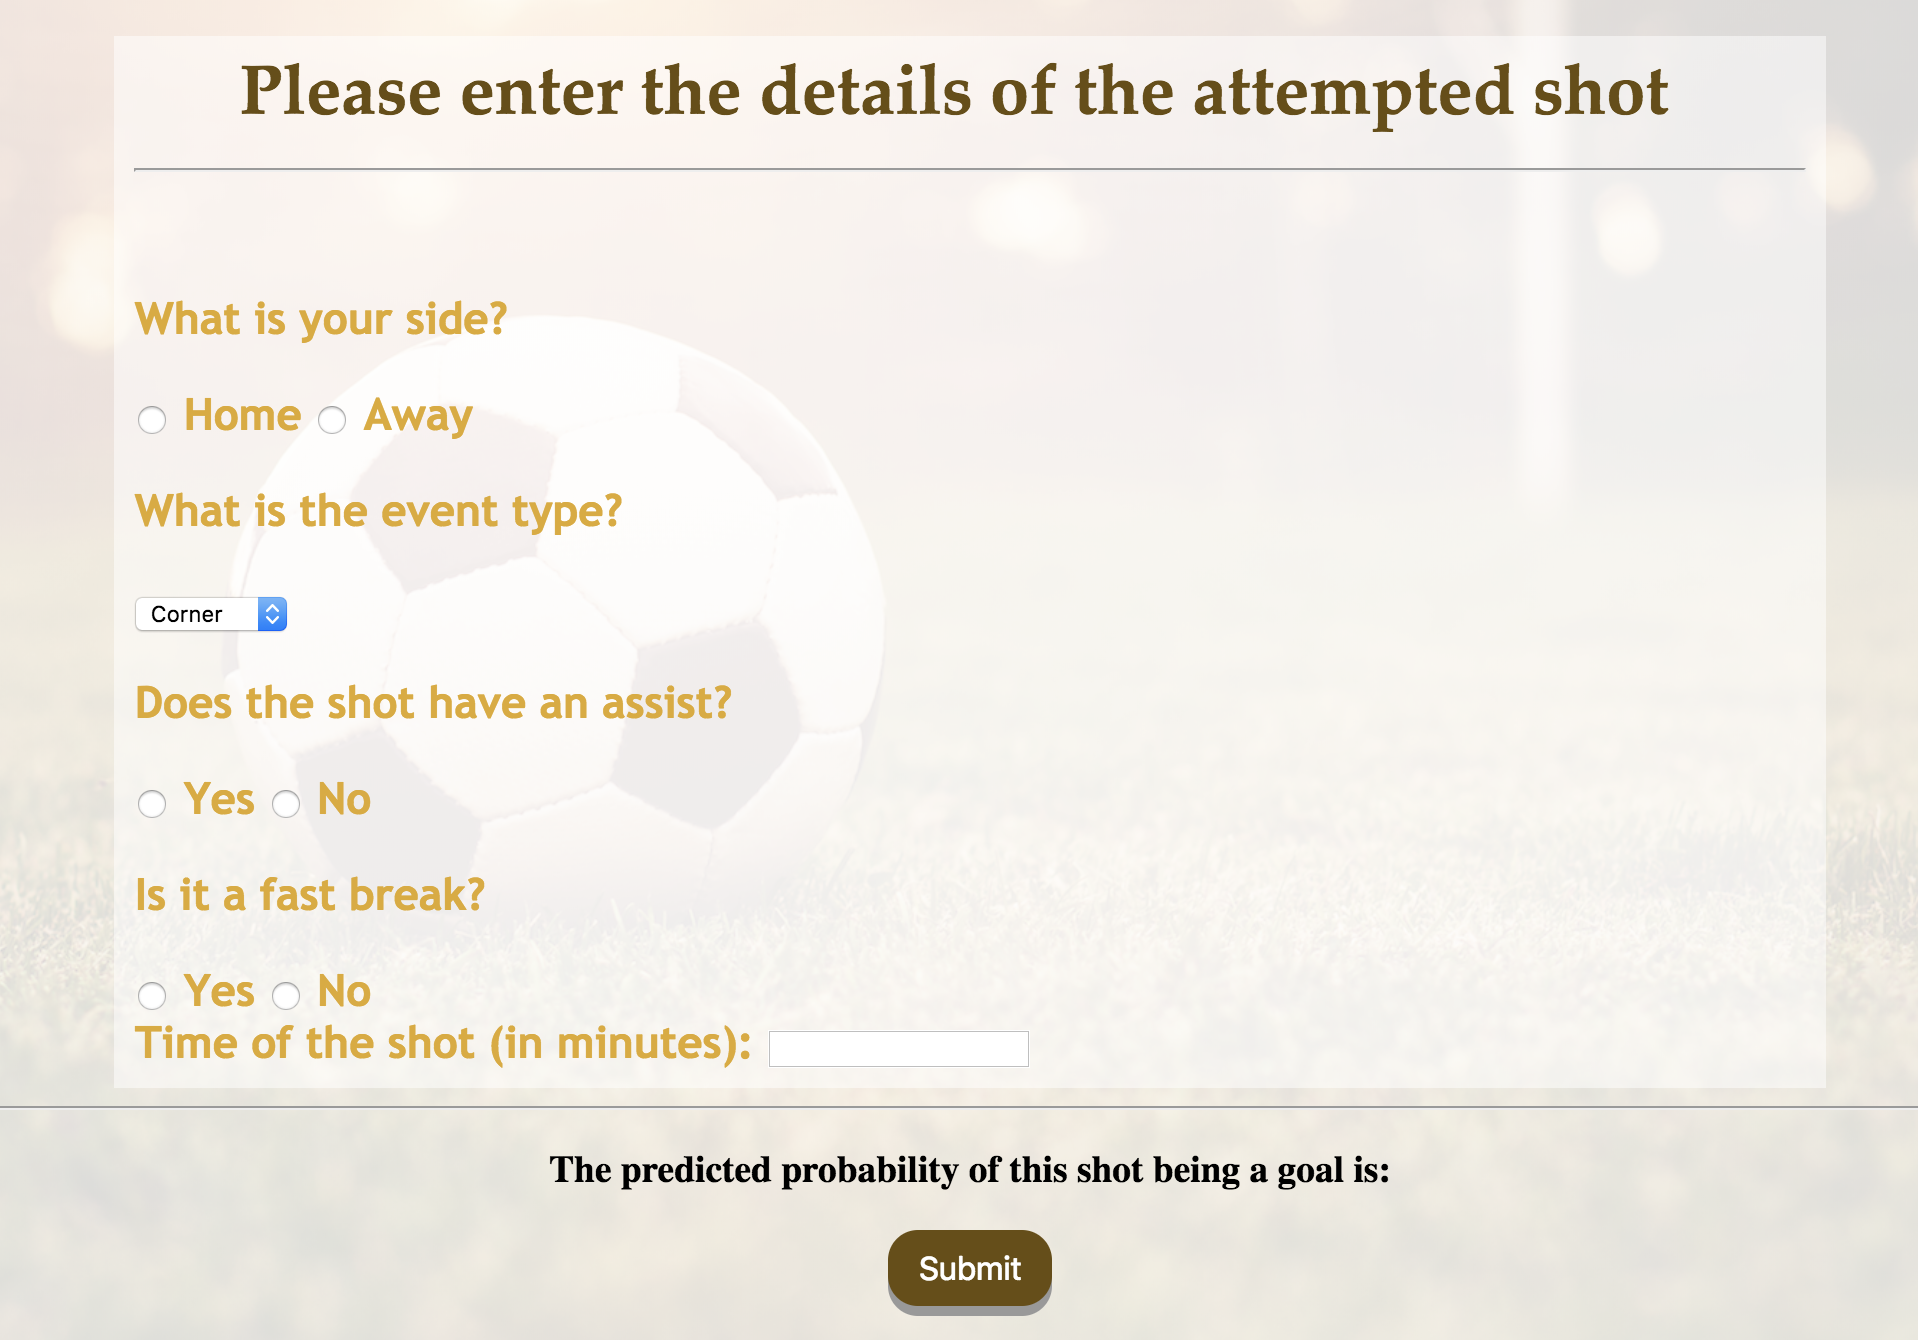 Please enter the details of the attempted shot
What is your side?
Home Away
What is the event type?
Corner
Does the shot have an assist?
Yes No
Is it a fast break?
Yes No
Time of the shot (in minutes):
The predicted probability of this shot being a goal is:
Submit